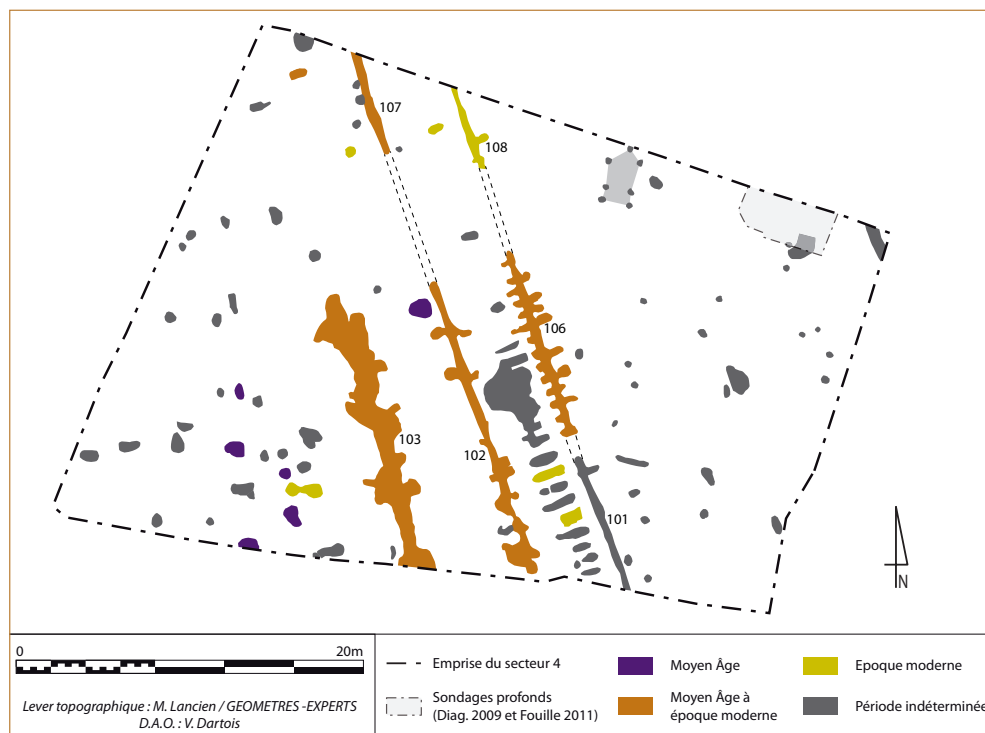 107
108
106
103
102
101
N
0 20m
Lever topographique : M. Lancien / GEOMETRES -EXPERTS
D.A.O. : V. Dartois
Emprise du secteur 4
Sondages profonds
(Diag. 2009 et Fouille 2011)
Moyen Âge
Moyen Âge à
époque moderne
Epoque moderne
Période indéterminée